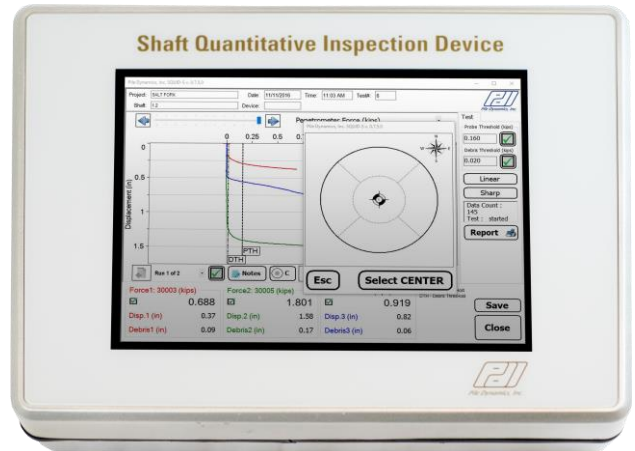 Shaft Quantitative Inspection Device
Pile Dynamics, Inc.
Project: SALT FORK Date: 11/11/2016 Time: 11:03 AM Test#: 8
Shaft 1.2 Device:
Penetrometer Force (kips)
Test
Probe Threshold (kips)
0.160
Debris Threshold (kips)
0.020
Linear
Sharp
Data Count :
145
Test : started
Report
0 0.25 0.5
Displacement (in)
0
0.5
1
1.5
PTH
DTH
Run 1 of 2 Notes C
Esc Select CENTER
Force1: 30003 (kips) Force2: 30005 (kips)
0.688 1.801 0.919
Disp.1 (in) 0.37 Disp.2 (in) 1.58 Disp.3 (in) 0.82
Debris1 (in) 0.09 Debris2 (in) 0.17 Debris3 (in) 0.06
Save
Close
Pile Dynamics, Inc.